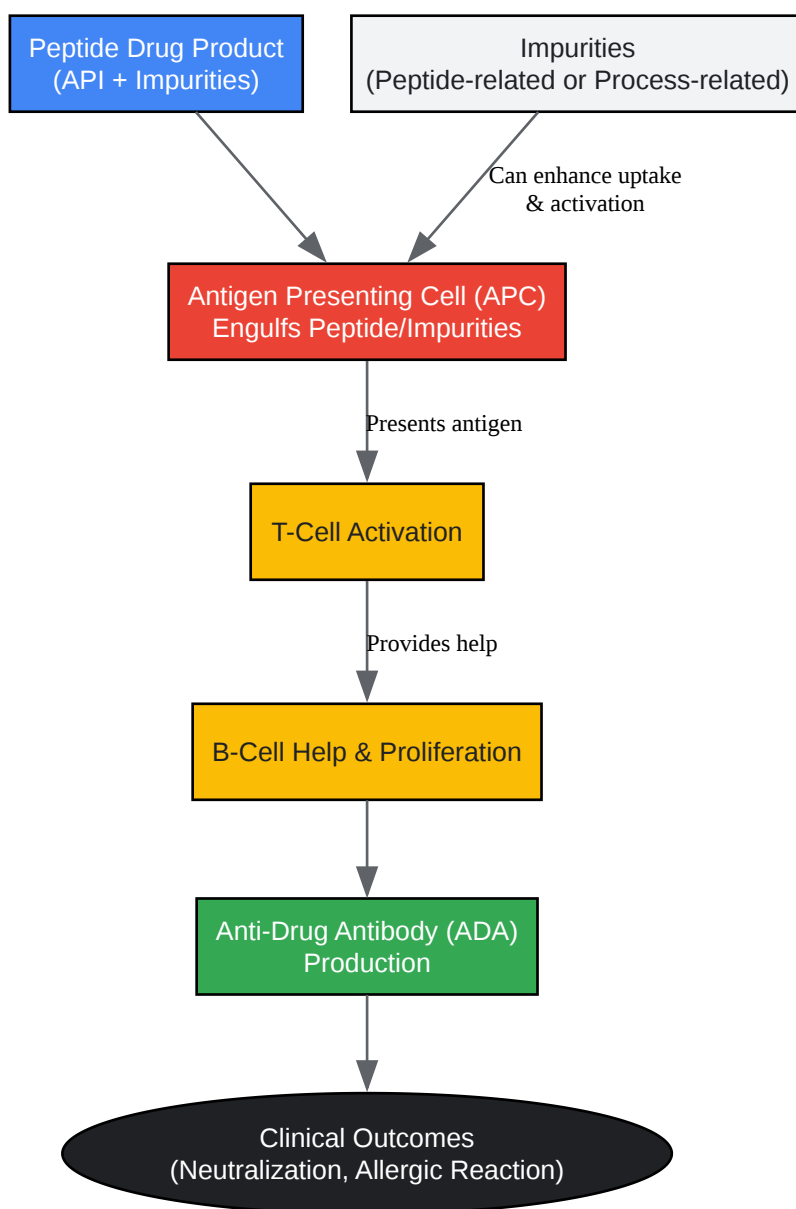 Peptide Drug Product
(API + Impurities)
Impurities
(Peptide-related or Process-related)
Can enhance uptake
& activation
Antigen Presenting Cell (APC)
Engulfs Peptide/Impurities
Presents antigen
T-Cell Activation
Provides help
B-Cell Help & Proliferation
Anti-Drug Antibody (ADA)
Production
Clinical Outcomes
(Neutralization, Allergic Reaction)